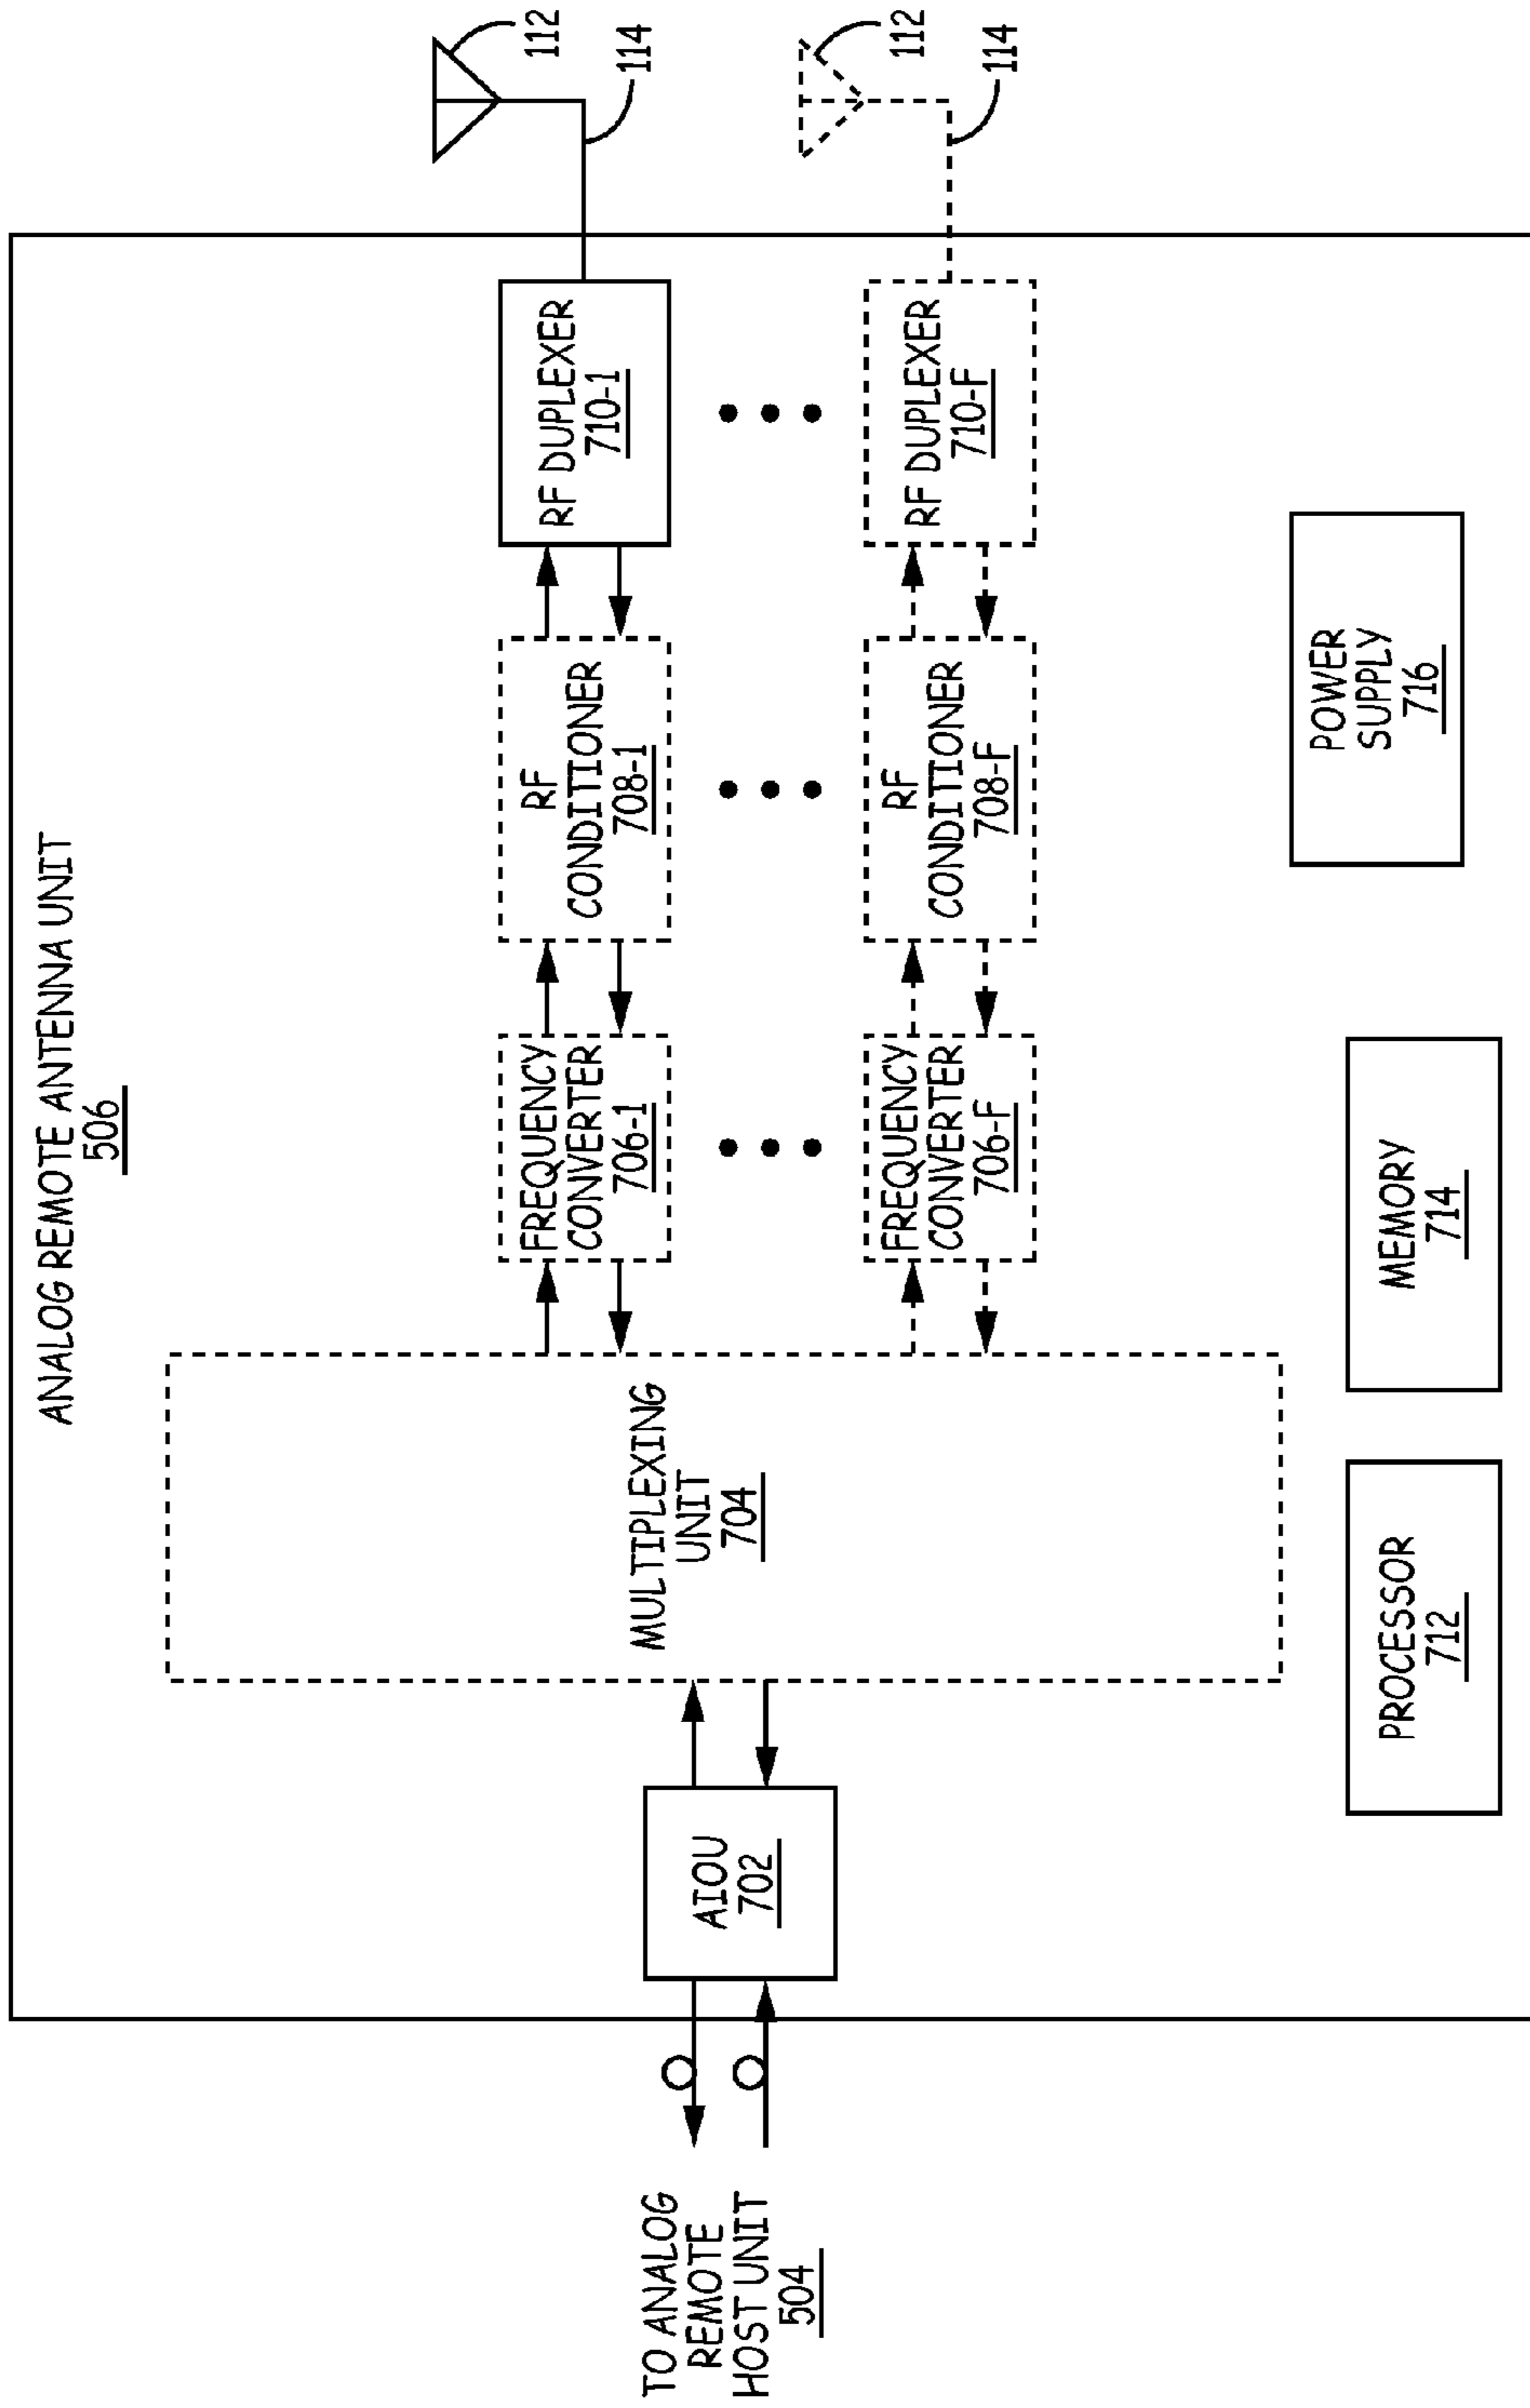 ANALOG REMOTE ANTENNA UNIT
506
112
114
RF DUPLEXER
710-1
RF
CONDITIONER
708-1
FREQUENCY
CONVERTER
706-1
MULTIPLEXING
UNIT
704
AIOU
702
TO ANALOG
REMOTE
HOST UNIT
504
112
114
FREQUENCY
CONVERTER
706-F
RF
CONDITIONER
708-F
RF DUPLEXER
710-F
PROCESSOR
712
MEMORY
714
POWER
SUPPLY
716